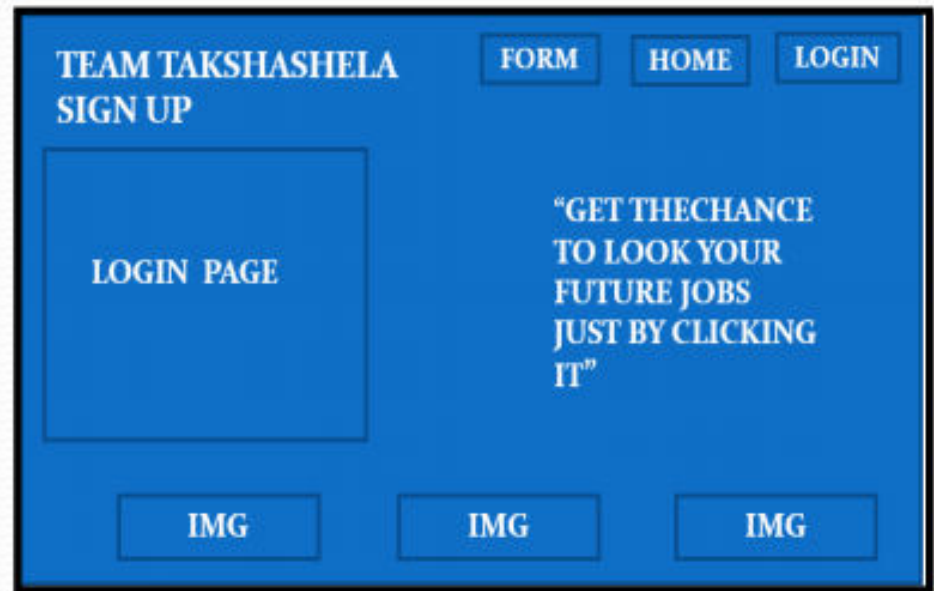 TEAM TAKSHASHELA
SIGN UP
FORM
HOME
LOGIN
LOGIN PAGE
“GET THECHANCE
TO LOOK YOUR
FUTURE JOBS
JUST BY CLICKING
IT”
IMG
IMG
IMG